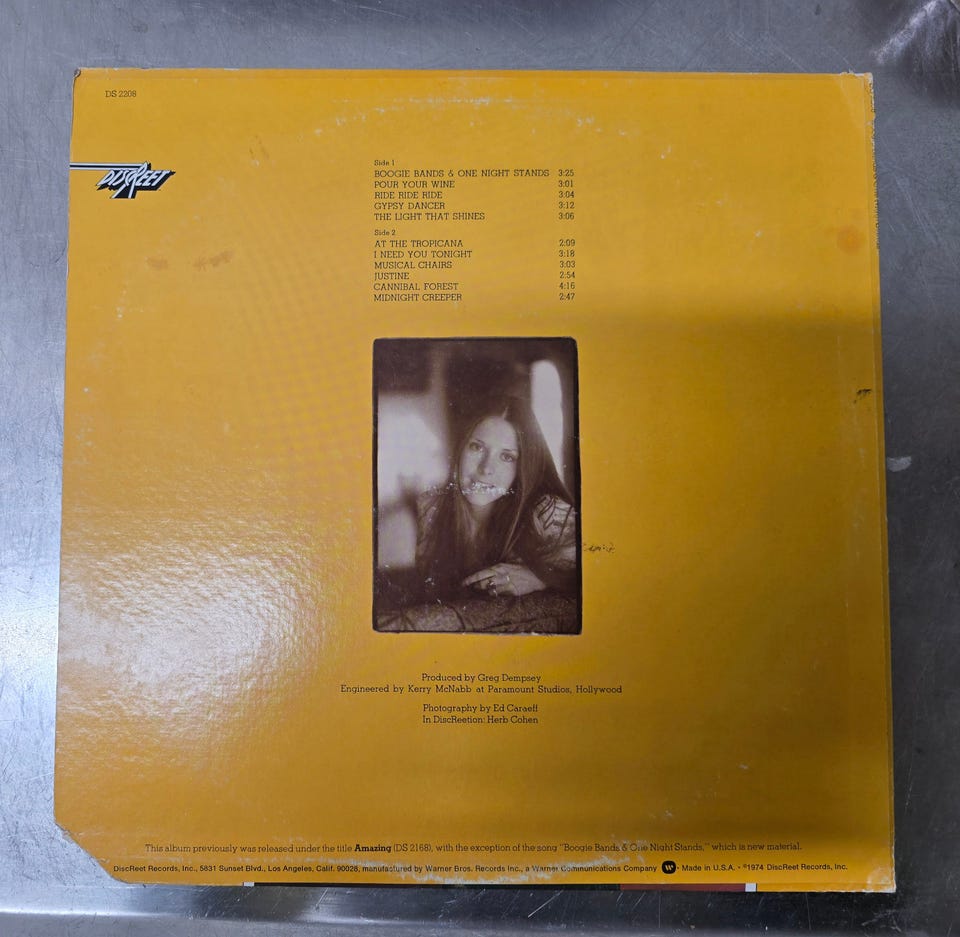 DS 2208
DISCREET
Side 1
BOOGIE BANDS & ONE NIGHT STANDS 3:25
POUR YOUR WINE 3:01
RIDE RIDE RIDE 3:04
GYPSY DANCER 3:12
THE LIGHT THAT SHINES 3:06
Side 2
AT THE TROPICANA 2:09
I NEED YOU TONIGHT 3:18
MUSICAL CHAIRS 3:03
JUSTINE 2:54
CANNIBAL FOREST 4:16
MIDNIGHT CREEPER 2:47
Produced by Greg Dempsey
Engineered by Kerry McNabb at Paramount Studios, Hollywood
Photography by Ed Caraeff
In DiscReetion: Herb Cohen
This album previously was released under the title Amazing (DS 2168), with the exception of the song "Boogie Bands & One Night Stands," which is new material.
DiscReet Records, Inc., 5831 Sunset Blvd., Los Angeles, Calif. 90028, manufactured by Warner Bros. Records Inc., a Warner Communications Company W • Made in U.S.A. • ℗1974 DiscReet Records, Inc.